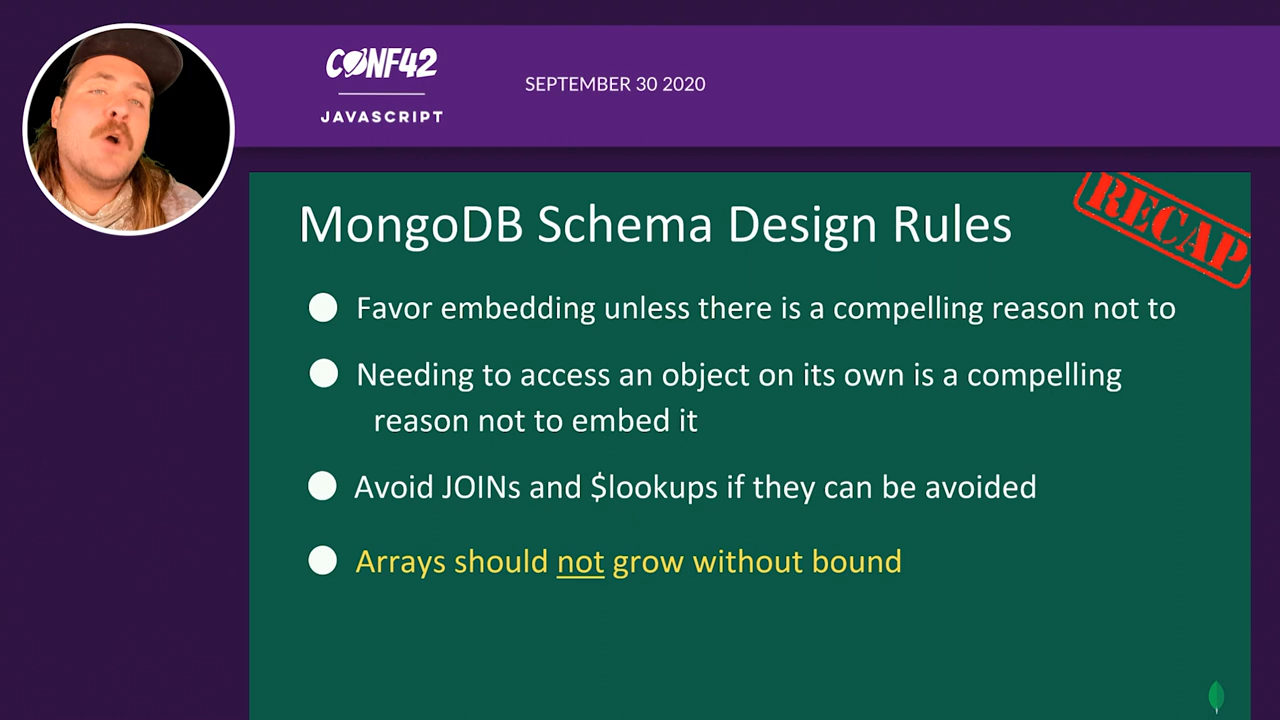 CONF42
JAVASCRIPT
SEPTEMBER 30 2020
RECAP
MongoDB Schema Design Rules
Favor embedding unless there is a compelling reason not to
Needing to access an object on its own is a compelling
reason not to embed it
Avoid JOINs and $lookups if they can be avoided
Arrays should not grow without bound